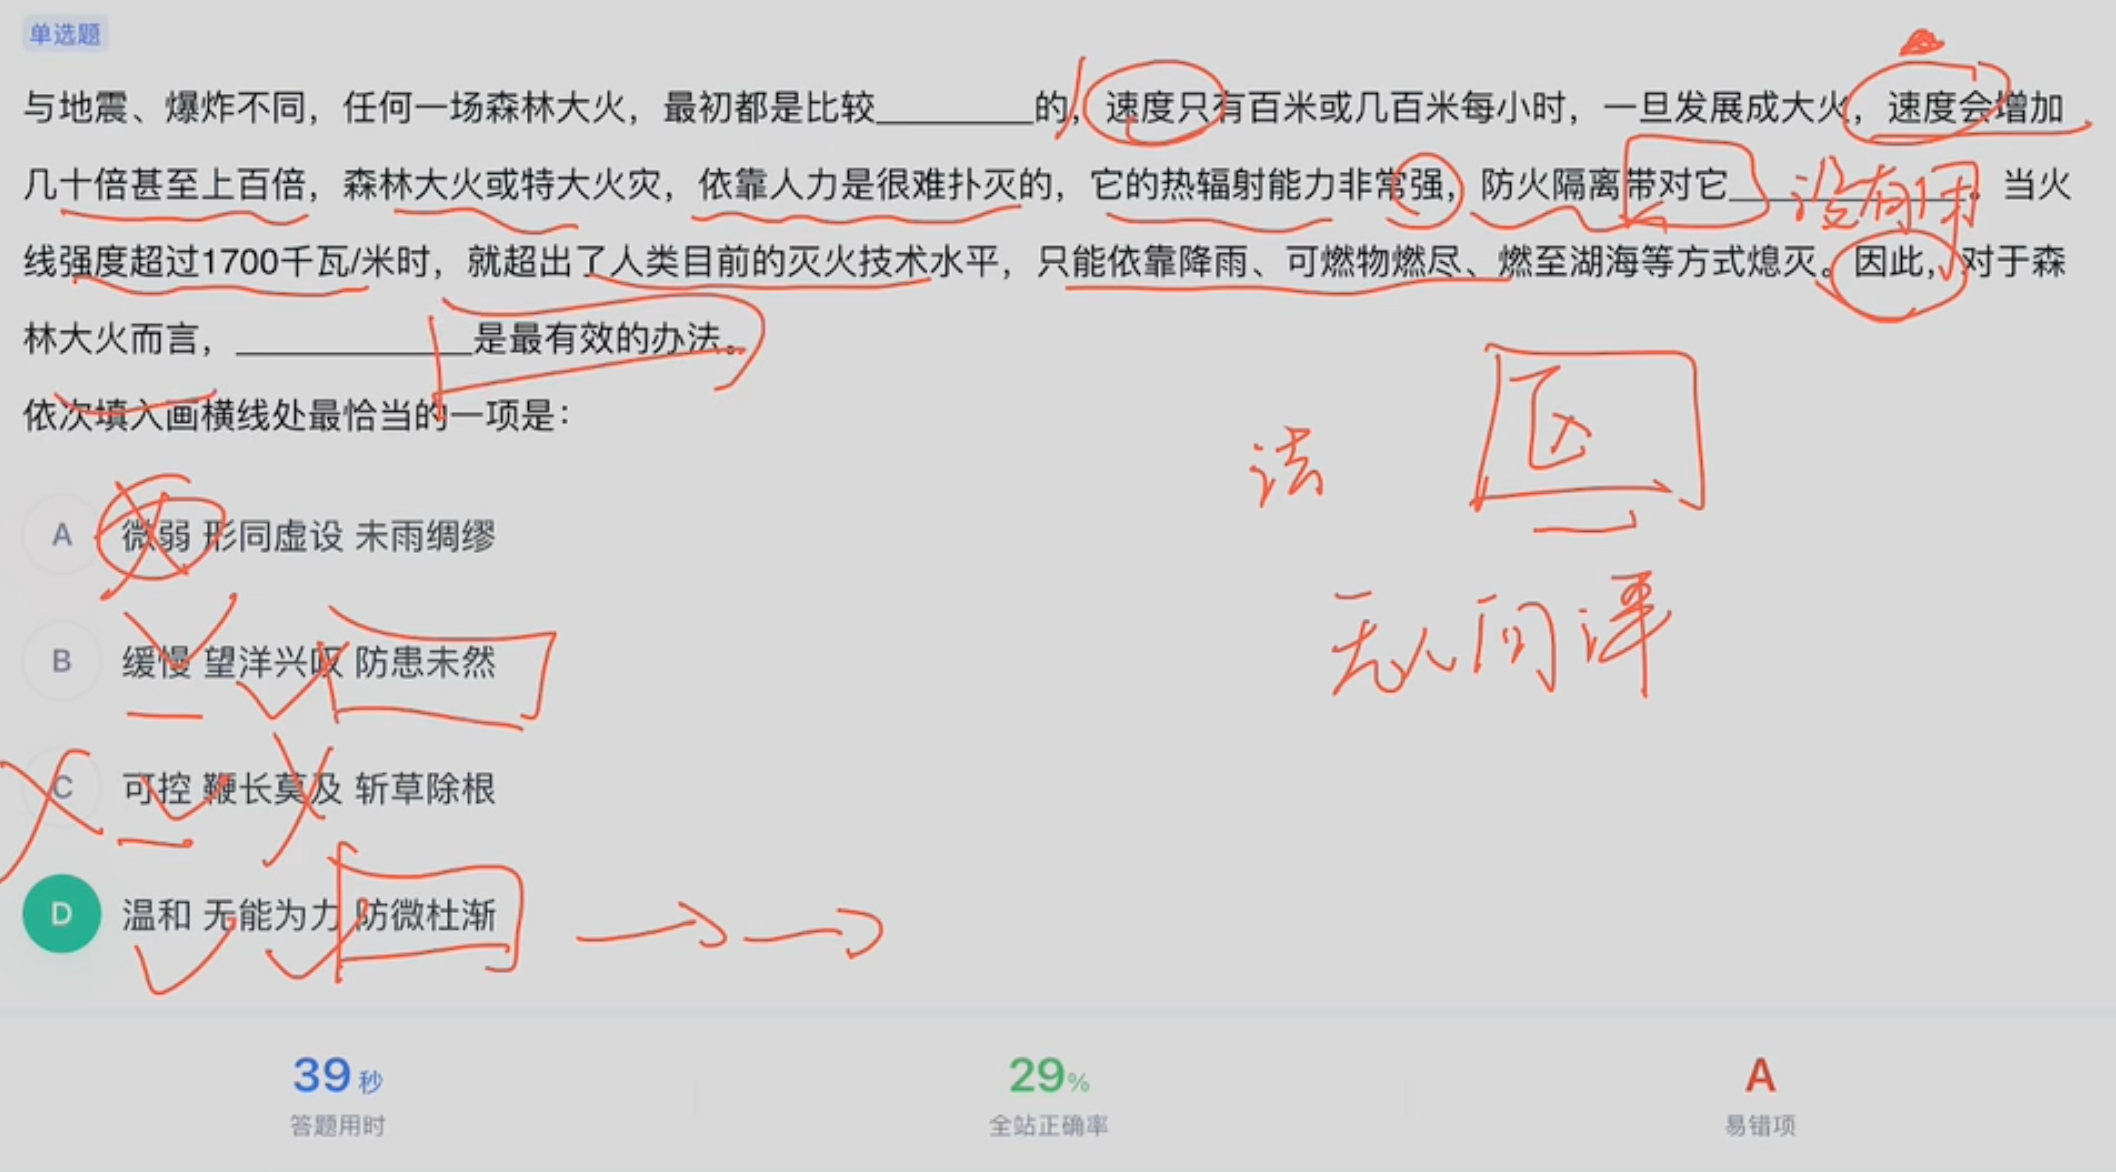 单选题
与地震、爆炸不同，任何一场森林大火，最初都是比较________的，速度只有百米或几百米每小时，一旦发展成大火，速度会增加
几十倍甚至上百倍，森林大火或特大火灾，依靠人力是很难扑灭的，它的热辐射能力非常强，防火隔离带对它____________。当火
没有用
线强度超过1700千瓦/米时，就超出了人类目前的灭火技术水平，只能依靠降雨、可燃物燃尽、燃至湖海等方式熄灭。因此，对于森
林大火而言，____________是最有效的办法。
依次填入画横线处最恰当的一项是：
法
A 微弱 形同虚设 未雨绸缪
B 缓慢 望洋兴叹 防患未然
无人问津
C 可控 鞭长莫及 斩草除根
D 温和 无能为力 防微杜渐
39秒
答题用时
29%
全站正确率
A
易错项